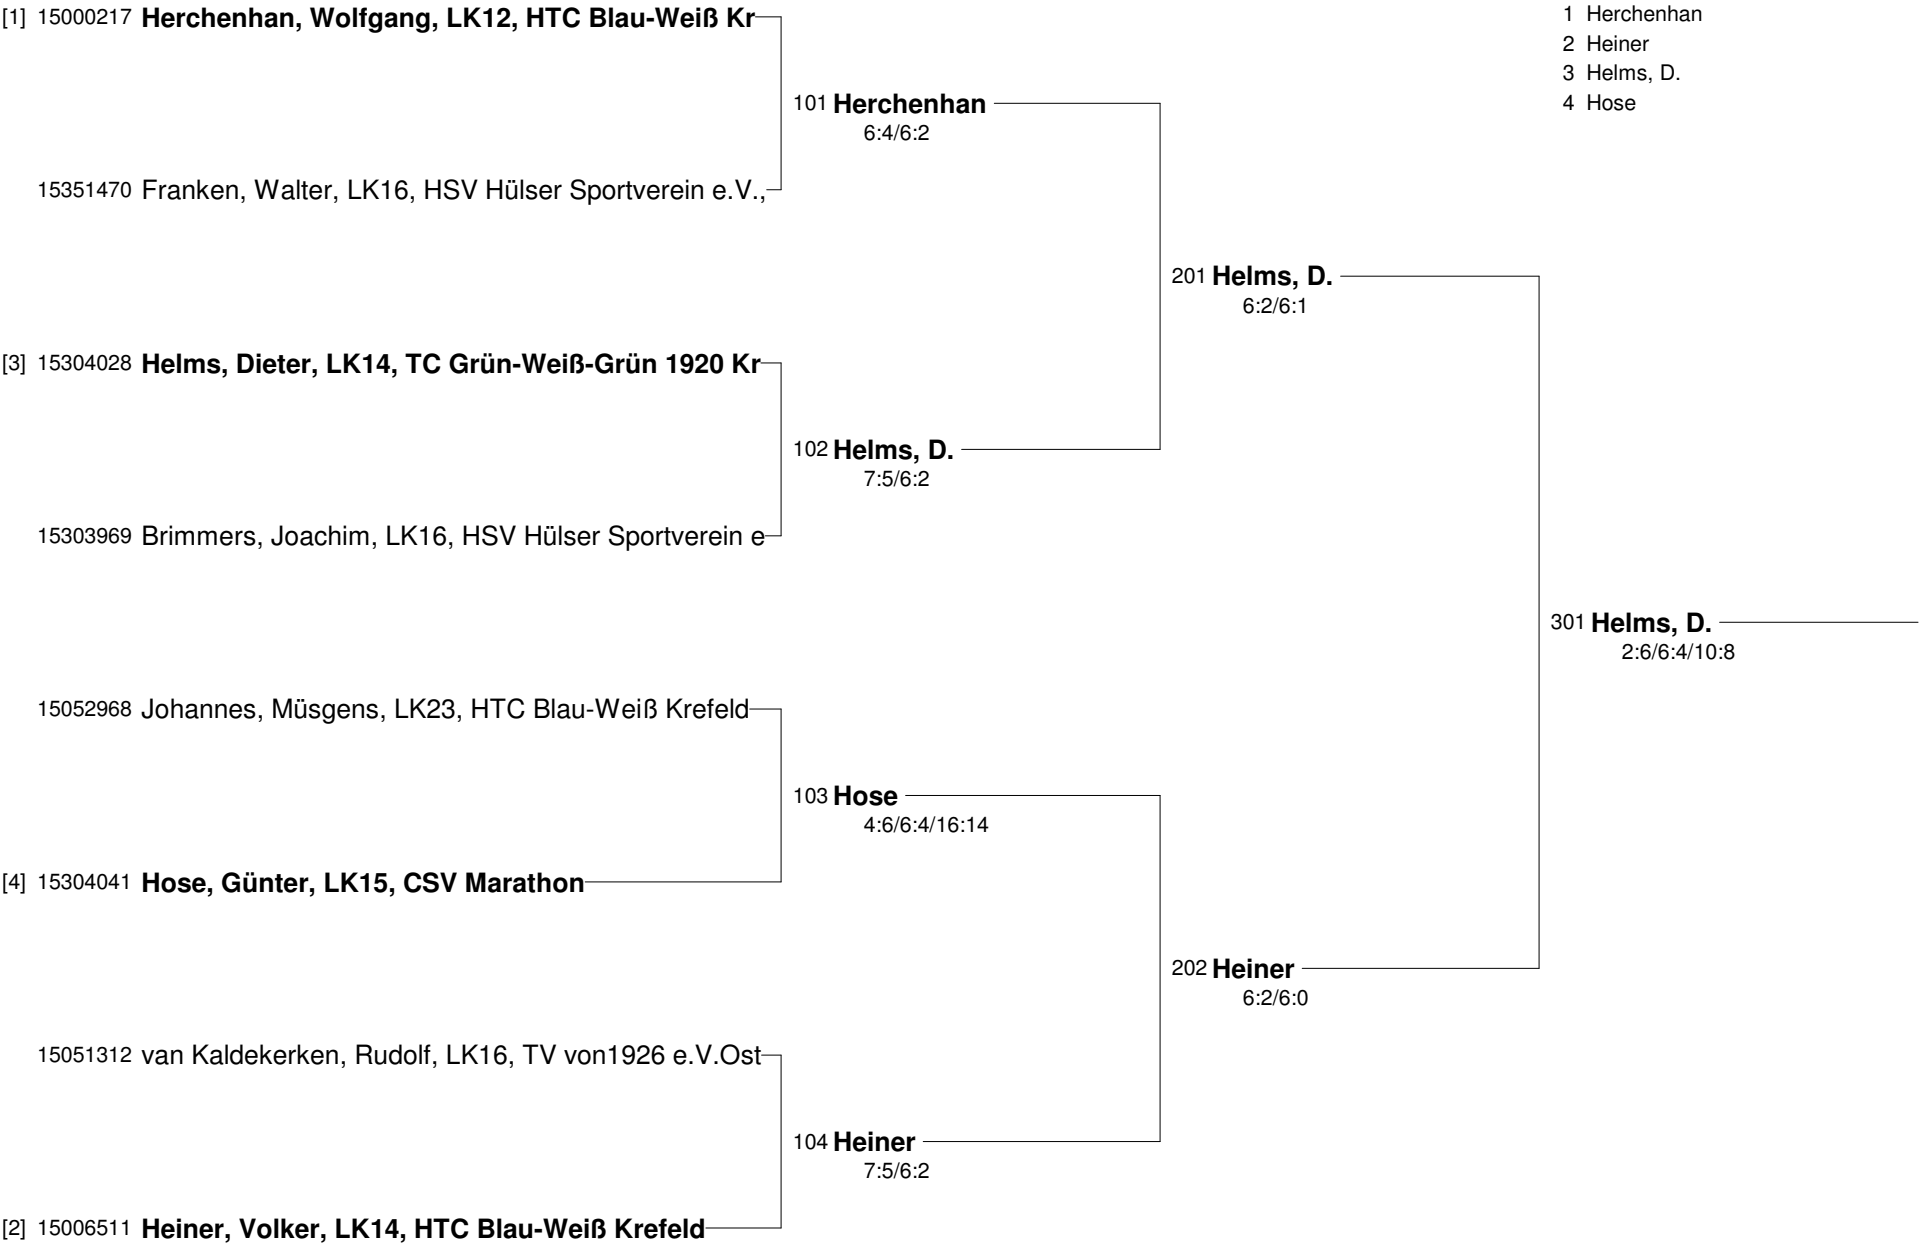 [1] 15000217 Herchenhan, Wolfgang, LK12, HTC Blau-Weiß Kr
1 Herchenhan
2 Heiner
3 Helms, D.
4 Hose
101 Herchenhan
6:4/6:2
15351470 Franken, Walter, LK16, HSV Hülser Sportverein e.V.,
201 Helms, D.
6:2/6:1
[3] 15304028 Helms, Dieter, LK14, TC Grün-Weiß-Grün 1920 Kr
102 Helms, D.
7:5/6:2
15303969 Brimmers, Joachim, LK16, HSV Hülser Sportverein e
301 Helms, D.
2:6/6:4/10:8
15052968 Johannes, Müsgens, LK23, HTC Blau-Weiß Krefeld
103 Hose
4:6/6:4/16:14
[4] 15304041 Hose, Günter, LK15, CSV Marathon
202 Heiner
6:2/6:0
15051312 van Kaldekerken, Rudolf, LK16, TV von1926 e.V.Ost
104 Heiner
7:5/6:2
[2] 15006511 Heiner, Volker, LK14, HTC Blau-Weiß Krefeld